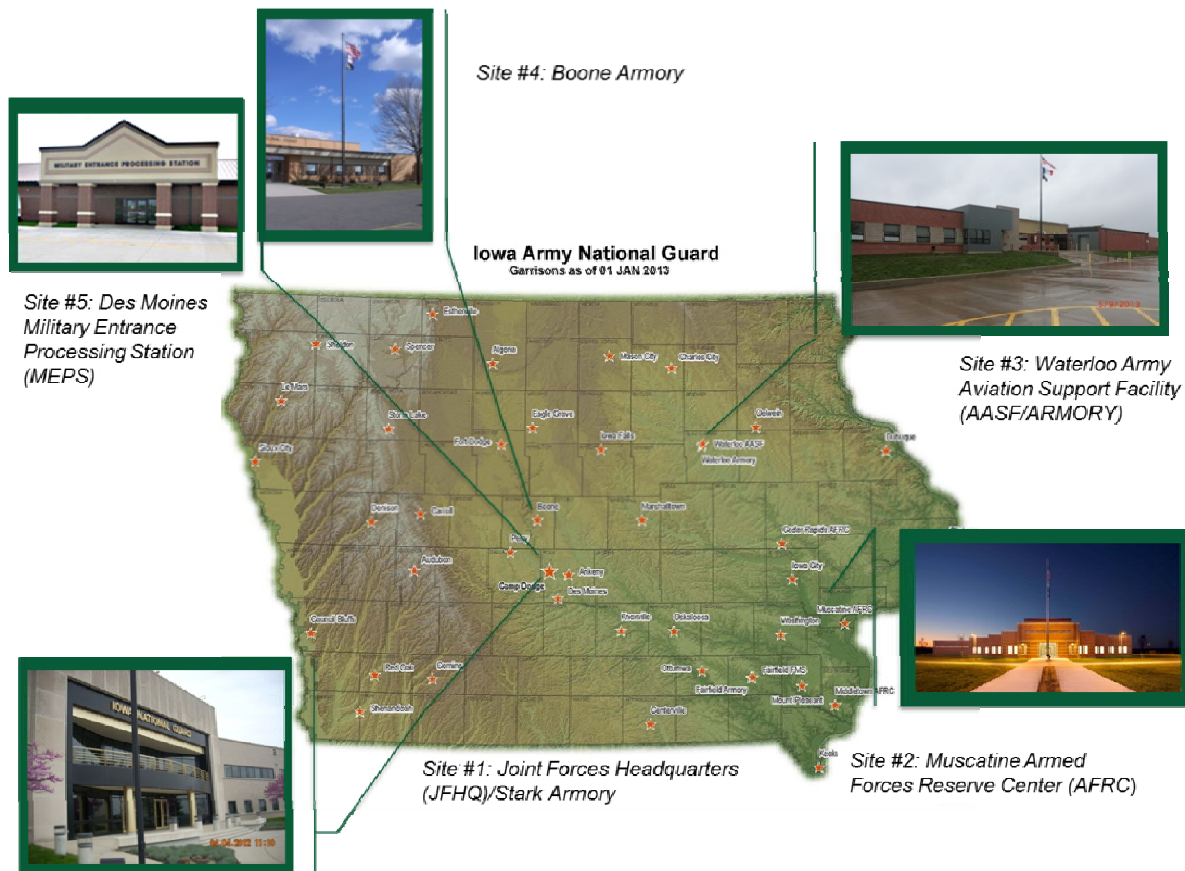 Site #4: Boone Armory
MILITARY ENTRANCE PROCESSING STATION
Iowa Army National Guard
Garrisons as of 01 JAN 2013
5/9/2013
Site #5: Des Moines
Military Entrance
Processing Station
(MEPS)
Site #3: Waterloo Army
Aviation Support Facility
(AASF/ARMORY)
Estherville
Sheldon
Spencer
Algona
Mason City
Charles City
Le Mars
Storm Lake
Eagle Grove
Oelwein
Fort Dodge
Iowa Falls
Waterloo AASF
Waterloo Armory
Dubuque
Sioux City
Denison
Carroll
Boone
Marshalltown
Perry
Cedar Rapids AFRC
Audubon
Camp Dodge
Ankeny
Iowa City
Des Moines
Council Bluffs
Knoxville
Oskaloosa
Washington
Muscatine AFRC
Red Oak
Corning
Ottumwa
Fairfield FMS
Fairfield Armory
Mount Pleasant
Middletown AFRC
Shenandoah
Centerville
Keokuk
IOWA NATIONAL GUARD
Site #1: Joint Forces Headquarters
(JFHQ)/Stark Armory
Site #2: Muscatine Armed
Forces Reserve Center (AFRC)